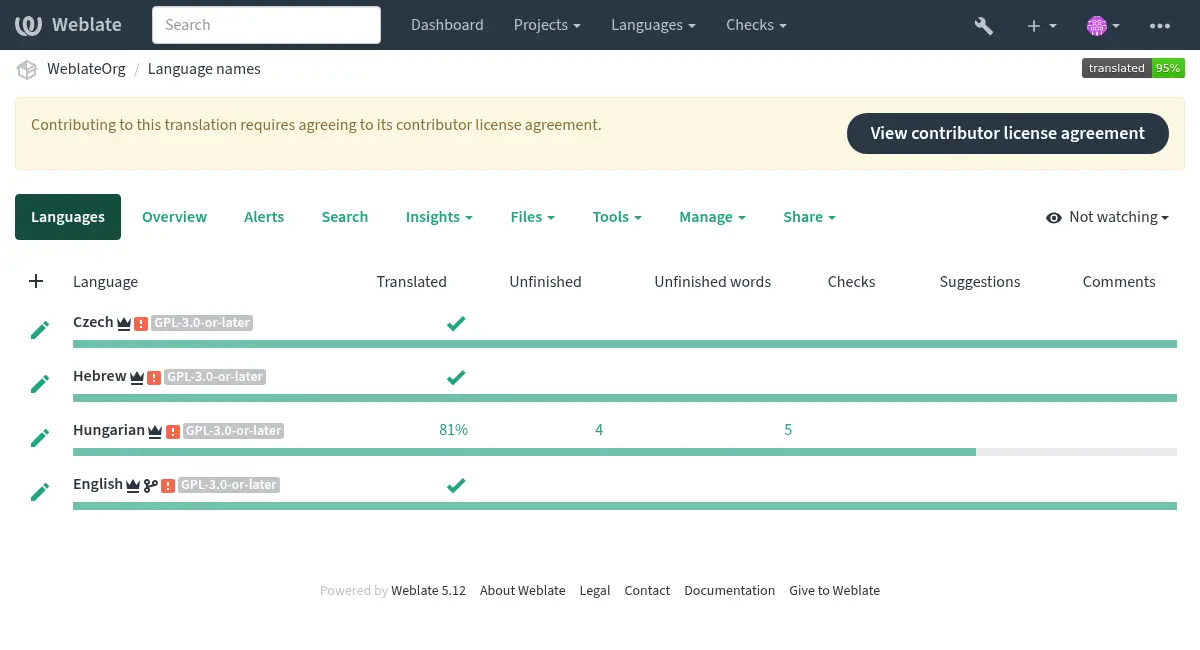 Weblate Search Dashboard Projects Languages Checks
WeblateOrg / Language names translated 95%
Contributing to this translation requires agreeing to its contributor license agreement. View contributor license agreement
Languages Overview Alerts Search Insights Files Tools Manage Share Not watching
Language Translated Unfinished Unfinished words Checks Suggestions Comments
Czech GPL-3.0-or-later
Hebrew GPL-3.0-or-later
Hungarian GPL-3.0-or-later 81% 4 5
English GPL-3.0-or-later
Powered by Weblate 5.12 About Weblate Legal Contact Documentation Give to Weblate